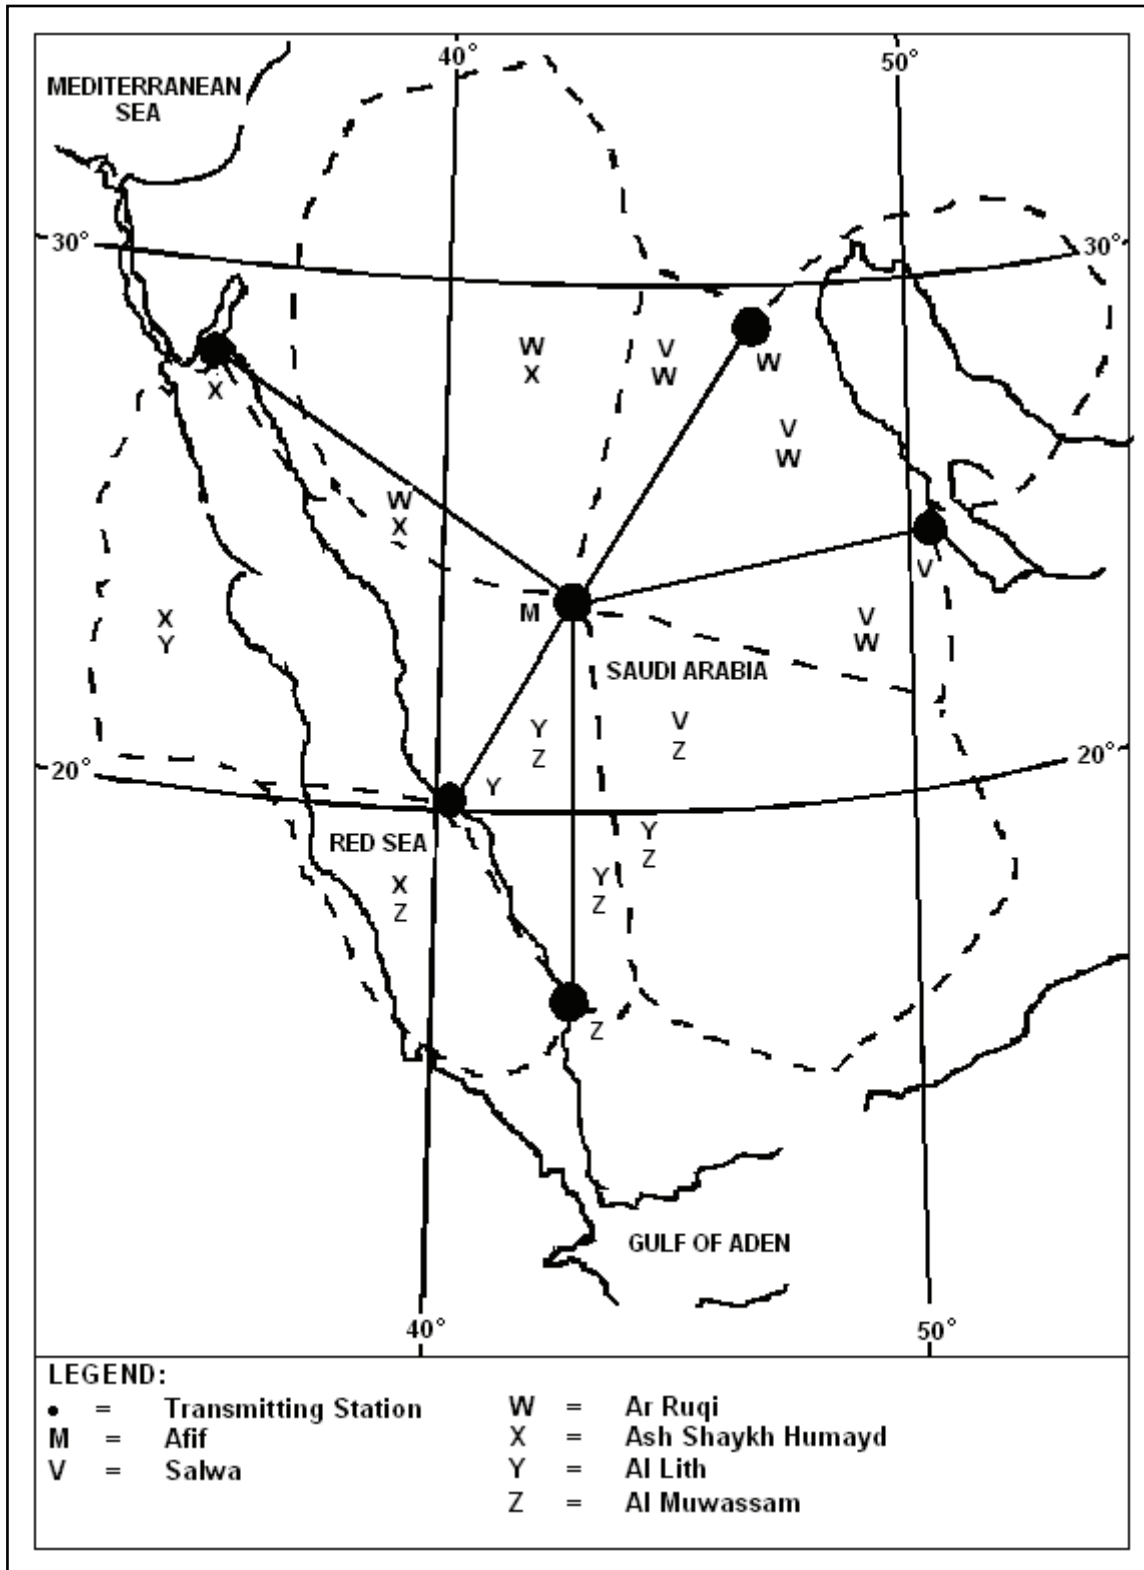 40°
50°
MEDITERRANEAN
SEA
30°
30°
W
X
V
W
W
X
V
W
W
X
V
M
X
Y
V
W
SAUDI ARABIA
Y
Z
V
Z
20°
20°
Y
RED SEA
Y
Z
X
Z
Y
Z
Z
GULF OF ADEN
40°
50°
LEGEND:
• = Transmitting Station
M = Afif
V = Salwa
W = Ar Ruqi
X = Ash Shaykh Humayd
Y = Al Lith
Z = Al Muwassam